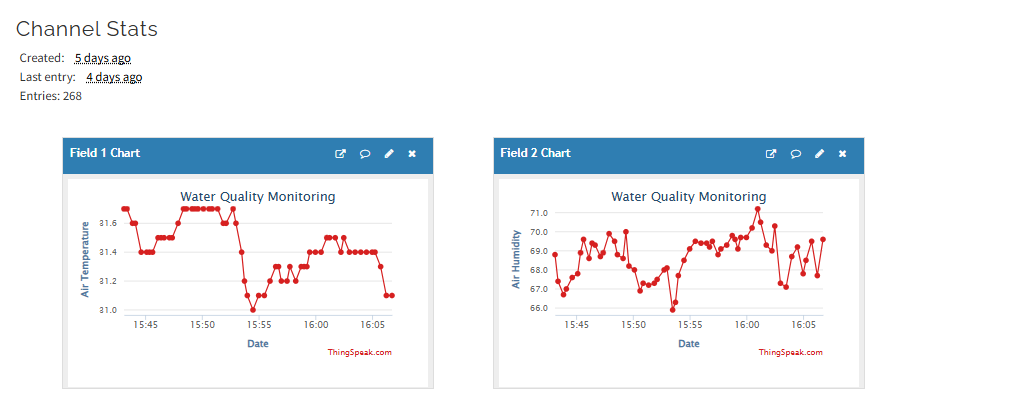 Channel Stats
Created: 5 days ago
Last entry: 4 days ago
Entries: 268
Field 1 Chart
Water Quality Monitoring
Air Temperature
31.6
31.4
31.2
31.0
15:45 15:50 15:55 16:00 16:05
Date
ThingSpeak.com
Field 2 Chart
Water Quality Monitoring
Air Humidity
71.0
70.0
69.0
68.0
67.0
66.0
15:45 15:50 15:55 16:00 16:05
Date
ThingSpeak.com